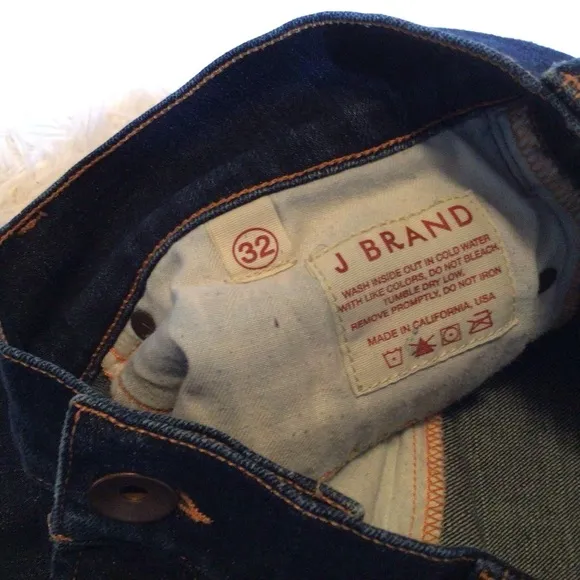 32
J BRAND
WASH INSIDE OUT IN COLD WATER
WITH LIKE COLORS, DO NOT BLEACH,
TUMBLE DRY LOW.
REMOVE PROMPTLY, DO NOT IRON
MADE IN CALIFORNIA, USA